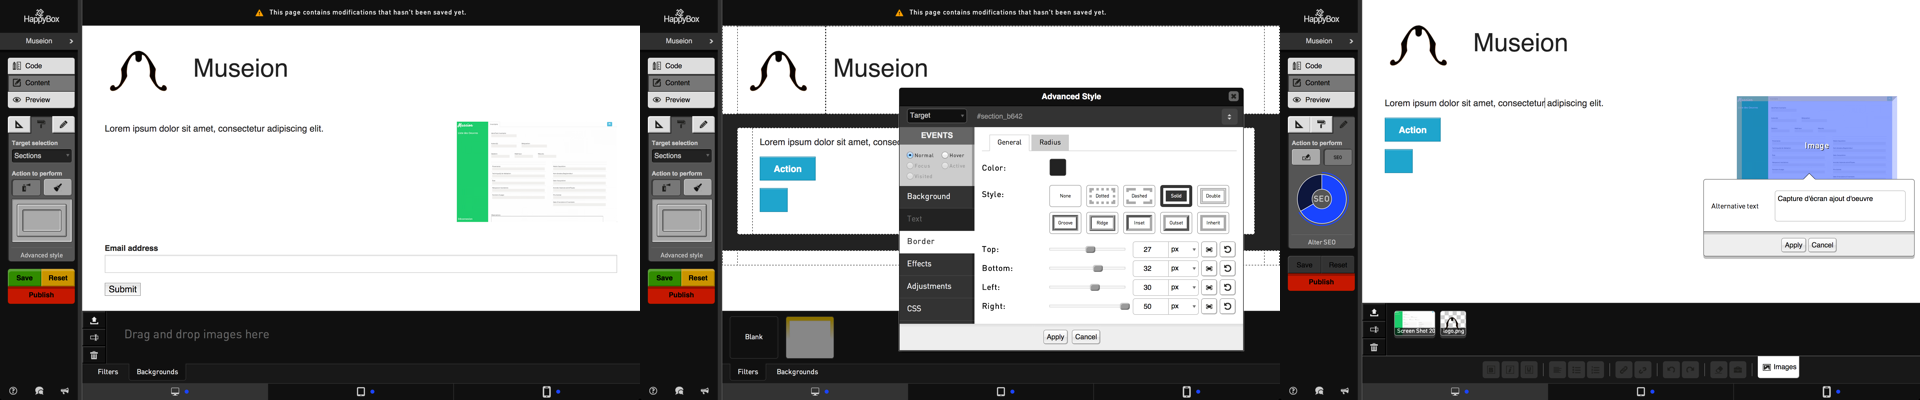 HappyBox
Museion
Code
Content
Preview
Target selection
Sections
Action to perform
Advanced style
Save
Reset
Publish
This page contains modifications that hasn't been saved yet.
Museion
Lorem ipsum dolor sit amet, consectetur adipiscing elit.
Email address
Submit
Drag and drop images here
Filters
Backgrounds
HappyBox
Museion
Code
Content
Preview
Target selection
Sections
Action to perform
Advanced style
Save
Reset
Publish
This page contains modifications that hasn't been saved yet.
Museion
Lorem ipsum dolor sit amet, conse
Action
Advanced Style
Target
#section_b642
EVENTS
Normal
Hover
Focus
Active
Visited
Background
Text
Border
Effects
Adjustments
CSS
General
Radius
Color:
Style:
None
Dotted
Dashed
Solid
Double
Groove
Ridge
Inset
Outset
Inherit
Top:
27
px
Bottom:
32
px
Left:
30
px
Right:
50
px
Apply
Cancel
Blank
Filters
Backgrounds
HappyBox
Museion
Code
Content
Preview
Action to perform
SEO
SEO
Alter SEO
Save
Reset
Publish
Museion
Lorem ipsum dolor sit amet, consectetur adipiscing elit.
Action
Image
Alternative text
Capture d'écran ajout d'oeuvre
Apply
Cancel
Screen Shot 20
logo.png
Images